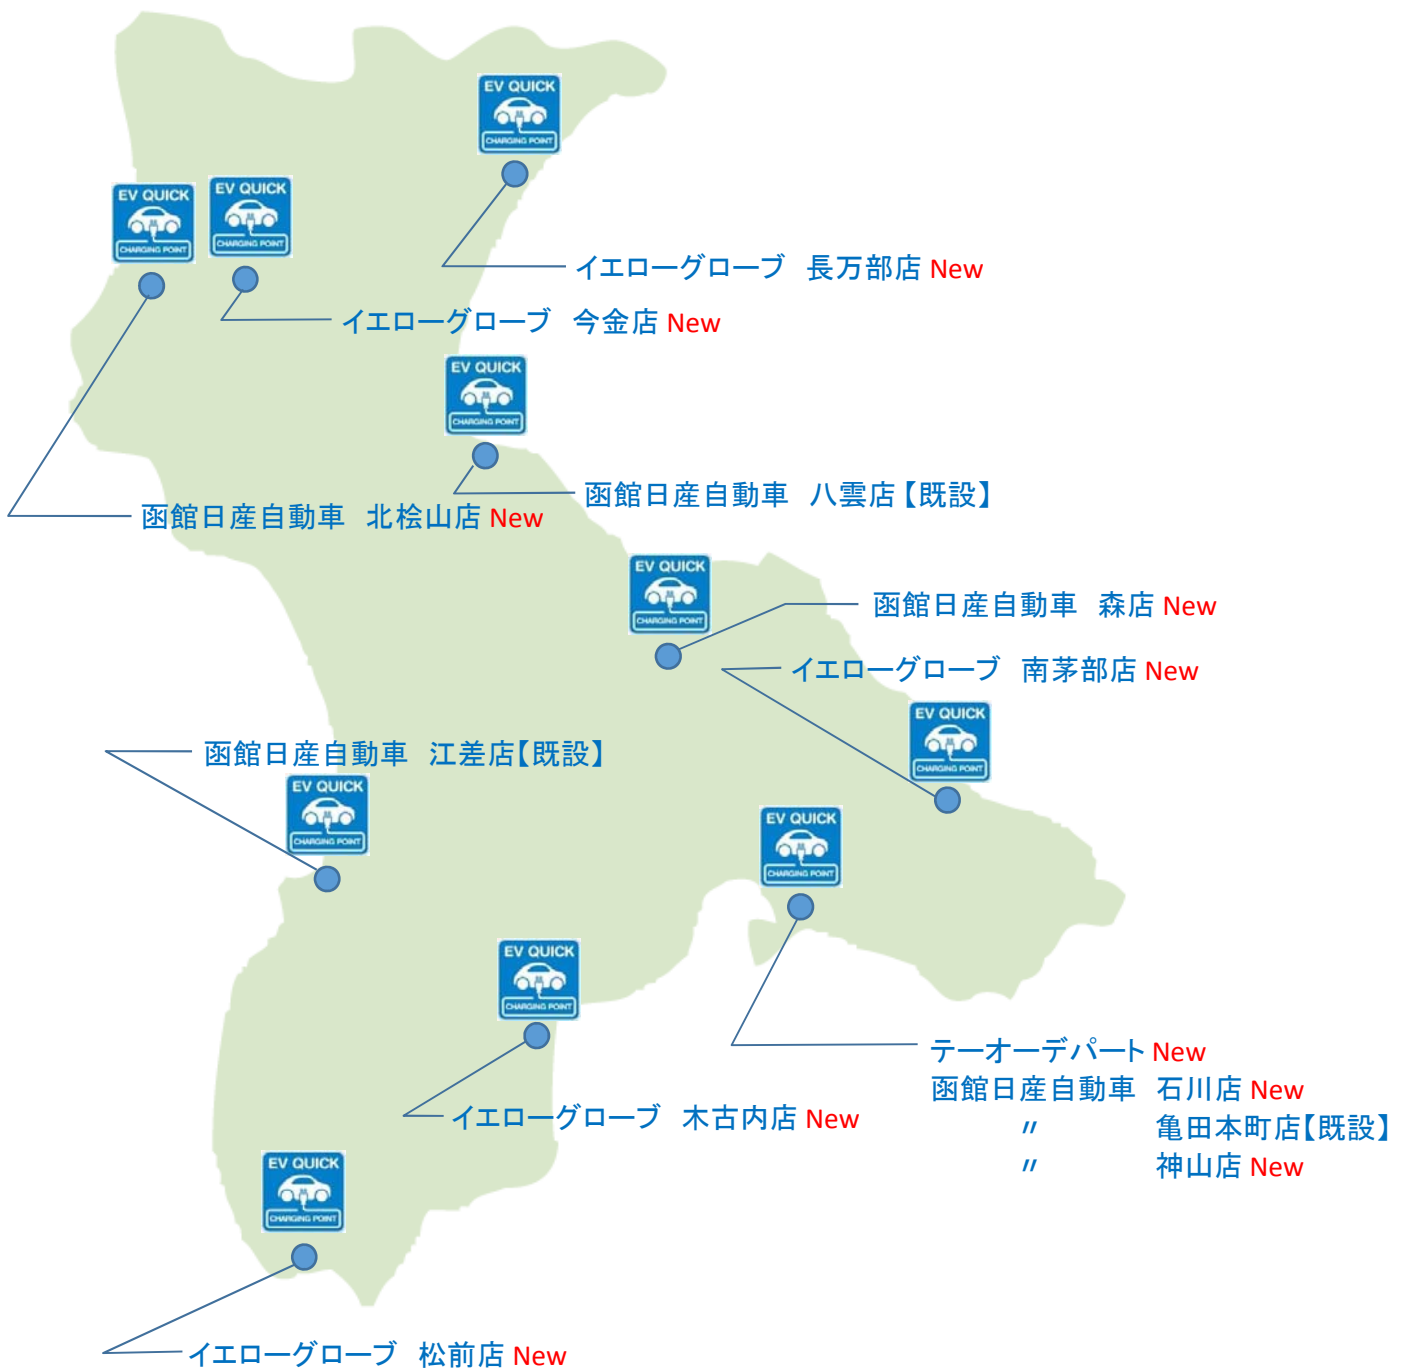 EV QUICK
CHARGING POINT
EV QUICK
CHARGING POINT
EV QUICK
CHARGING POINT
イエローグローブ　長万部店 New
イエローグローブ　今金店 New
EV QUICK
CHARGING POINT
函館日産自動車　八雲店【既設】
函館日産自動車　北桧山店 New
EV QUICK
CHARGING POINT
函館日産自動車　森店 New
イエローグローブ　南茅部店 New
EV QUICK
CHARGING POINT
函館日産自動車　江差店【既設】
EV QUICK
CHARGING POINT
EV QUICK
CHARGING POINT
EV QUICK
CHARGING POINT
テーオーデパート New
函館日産自動車　石川店 New
〃　亀田本町店【既設】
〃　神山店 New
イエローグローブ　木古内店 New
EV QUICK
CHARGING POINT
イエローグローブ　松前店 New